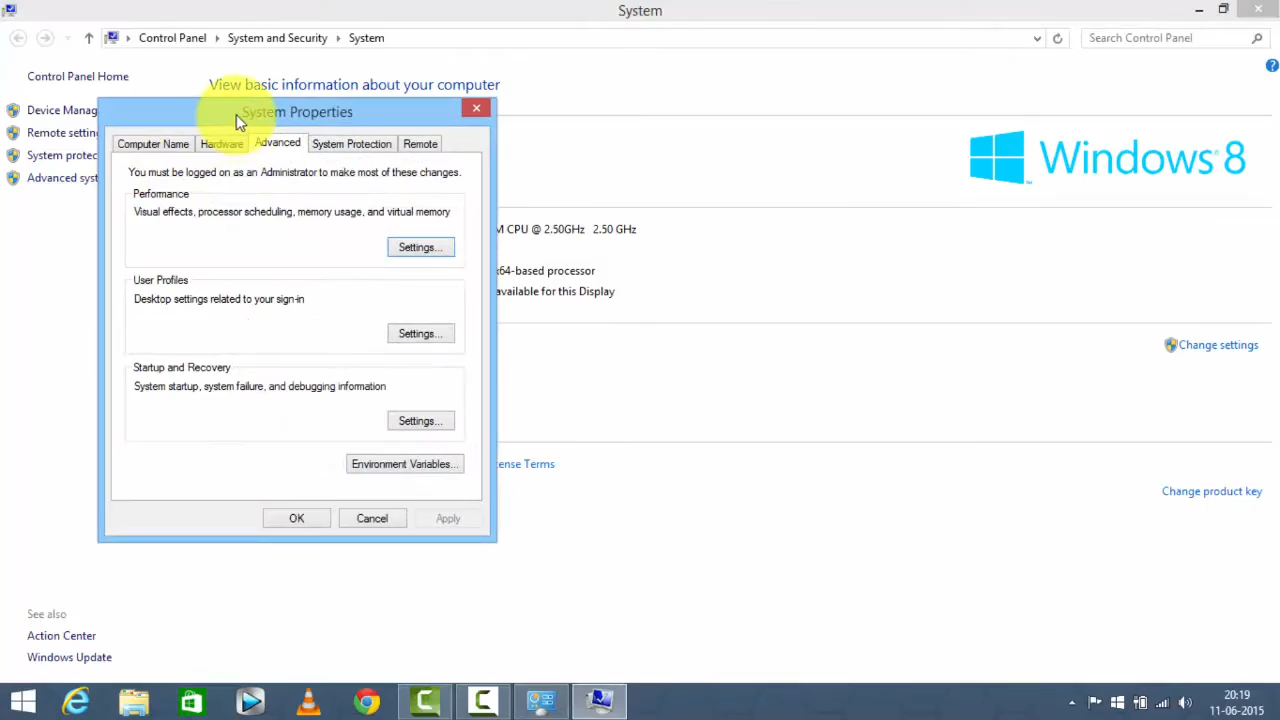 System
Control Panel System and Security System
Search Control Panel
Control Panel Home
View basic information about your computer
Device Manag
Remote settin
System protec
Advanced syst
System Properties
Computer Name Hardware Advanced System Protection Remote
You must be logged on as an Administrator to make most of these changes.
Performance
Visual effects, processor scheduling, memory usage, and virtual memory
Settings...
User Profiles
Desktop settings related to your sign-in
Settings...
Startup and Recovery
System startup, system failure, and debugging information
Settings...
Environment Variables...
OK Cancel Apply
Windows 8
M CPU @ 2.50GHz 2.50 GHz
x64-based processor
available for this Display
Change settings
ense Terms
Change product key
See also
Action Center
Windows Update
20:19
11-06-2015